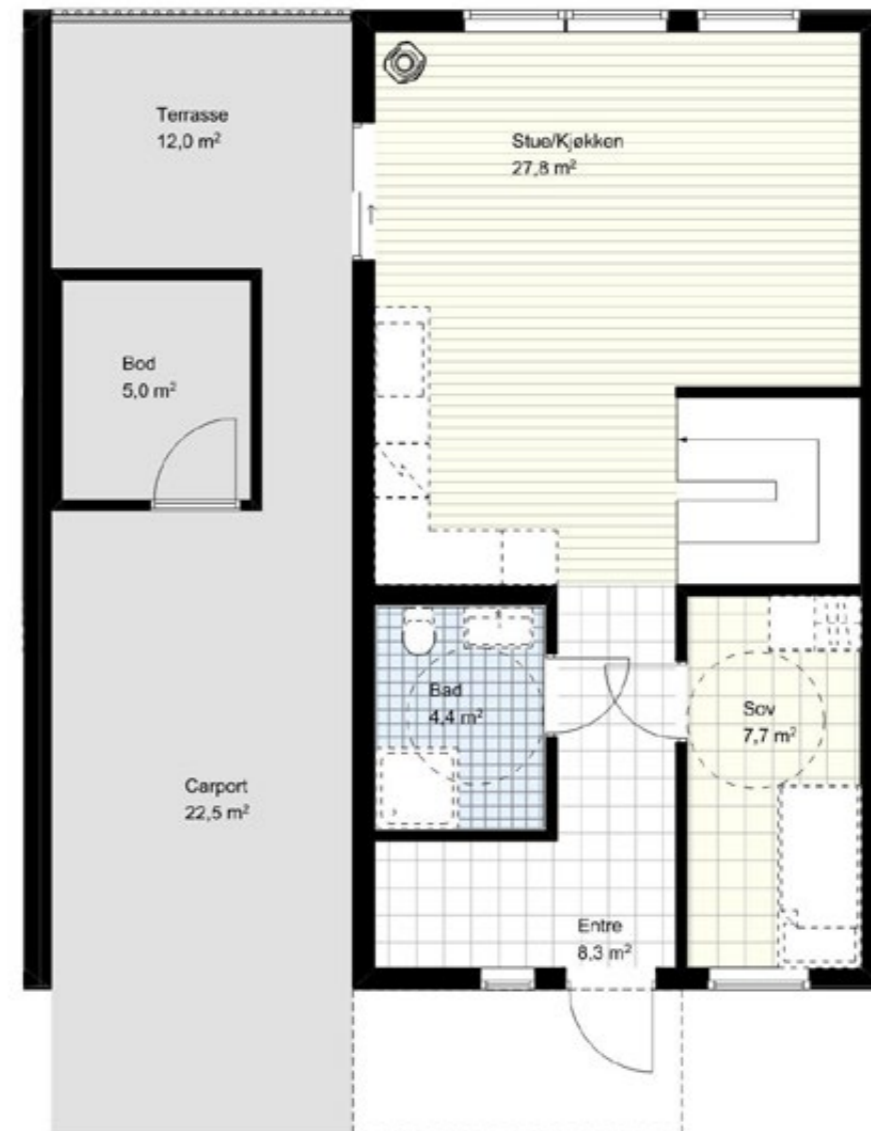 Terrasse
12,0 m²
Stue/Kjøkken
27,8 m²
Bod
5,0 m²
Bad
4,4 m²
Sov
7,7 m²
Carport
22,5 m²
Entre
8,3 m²